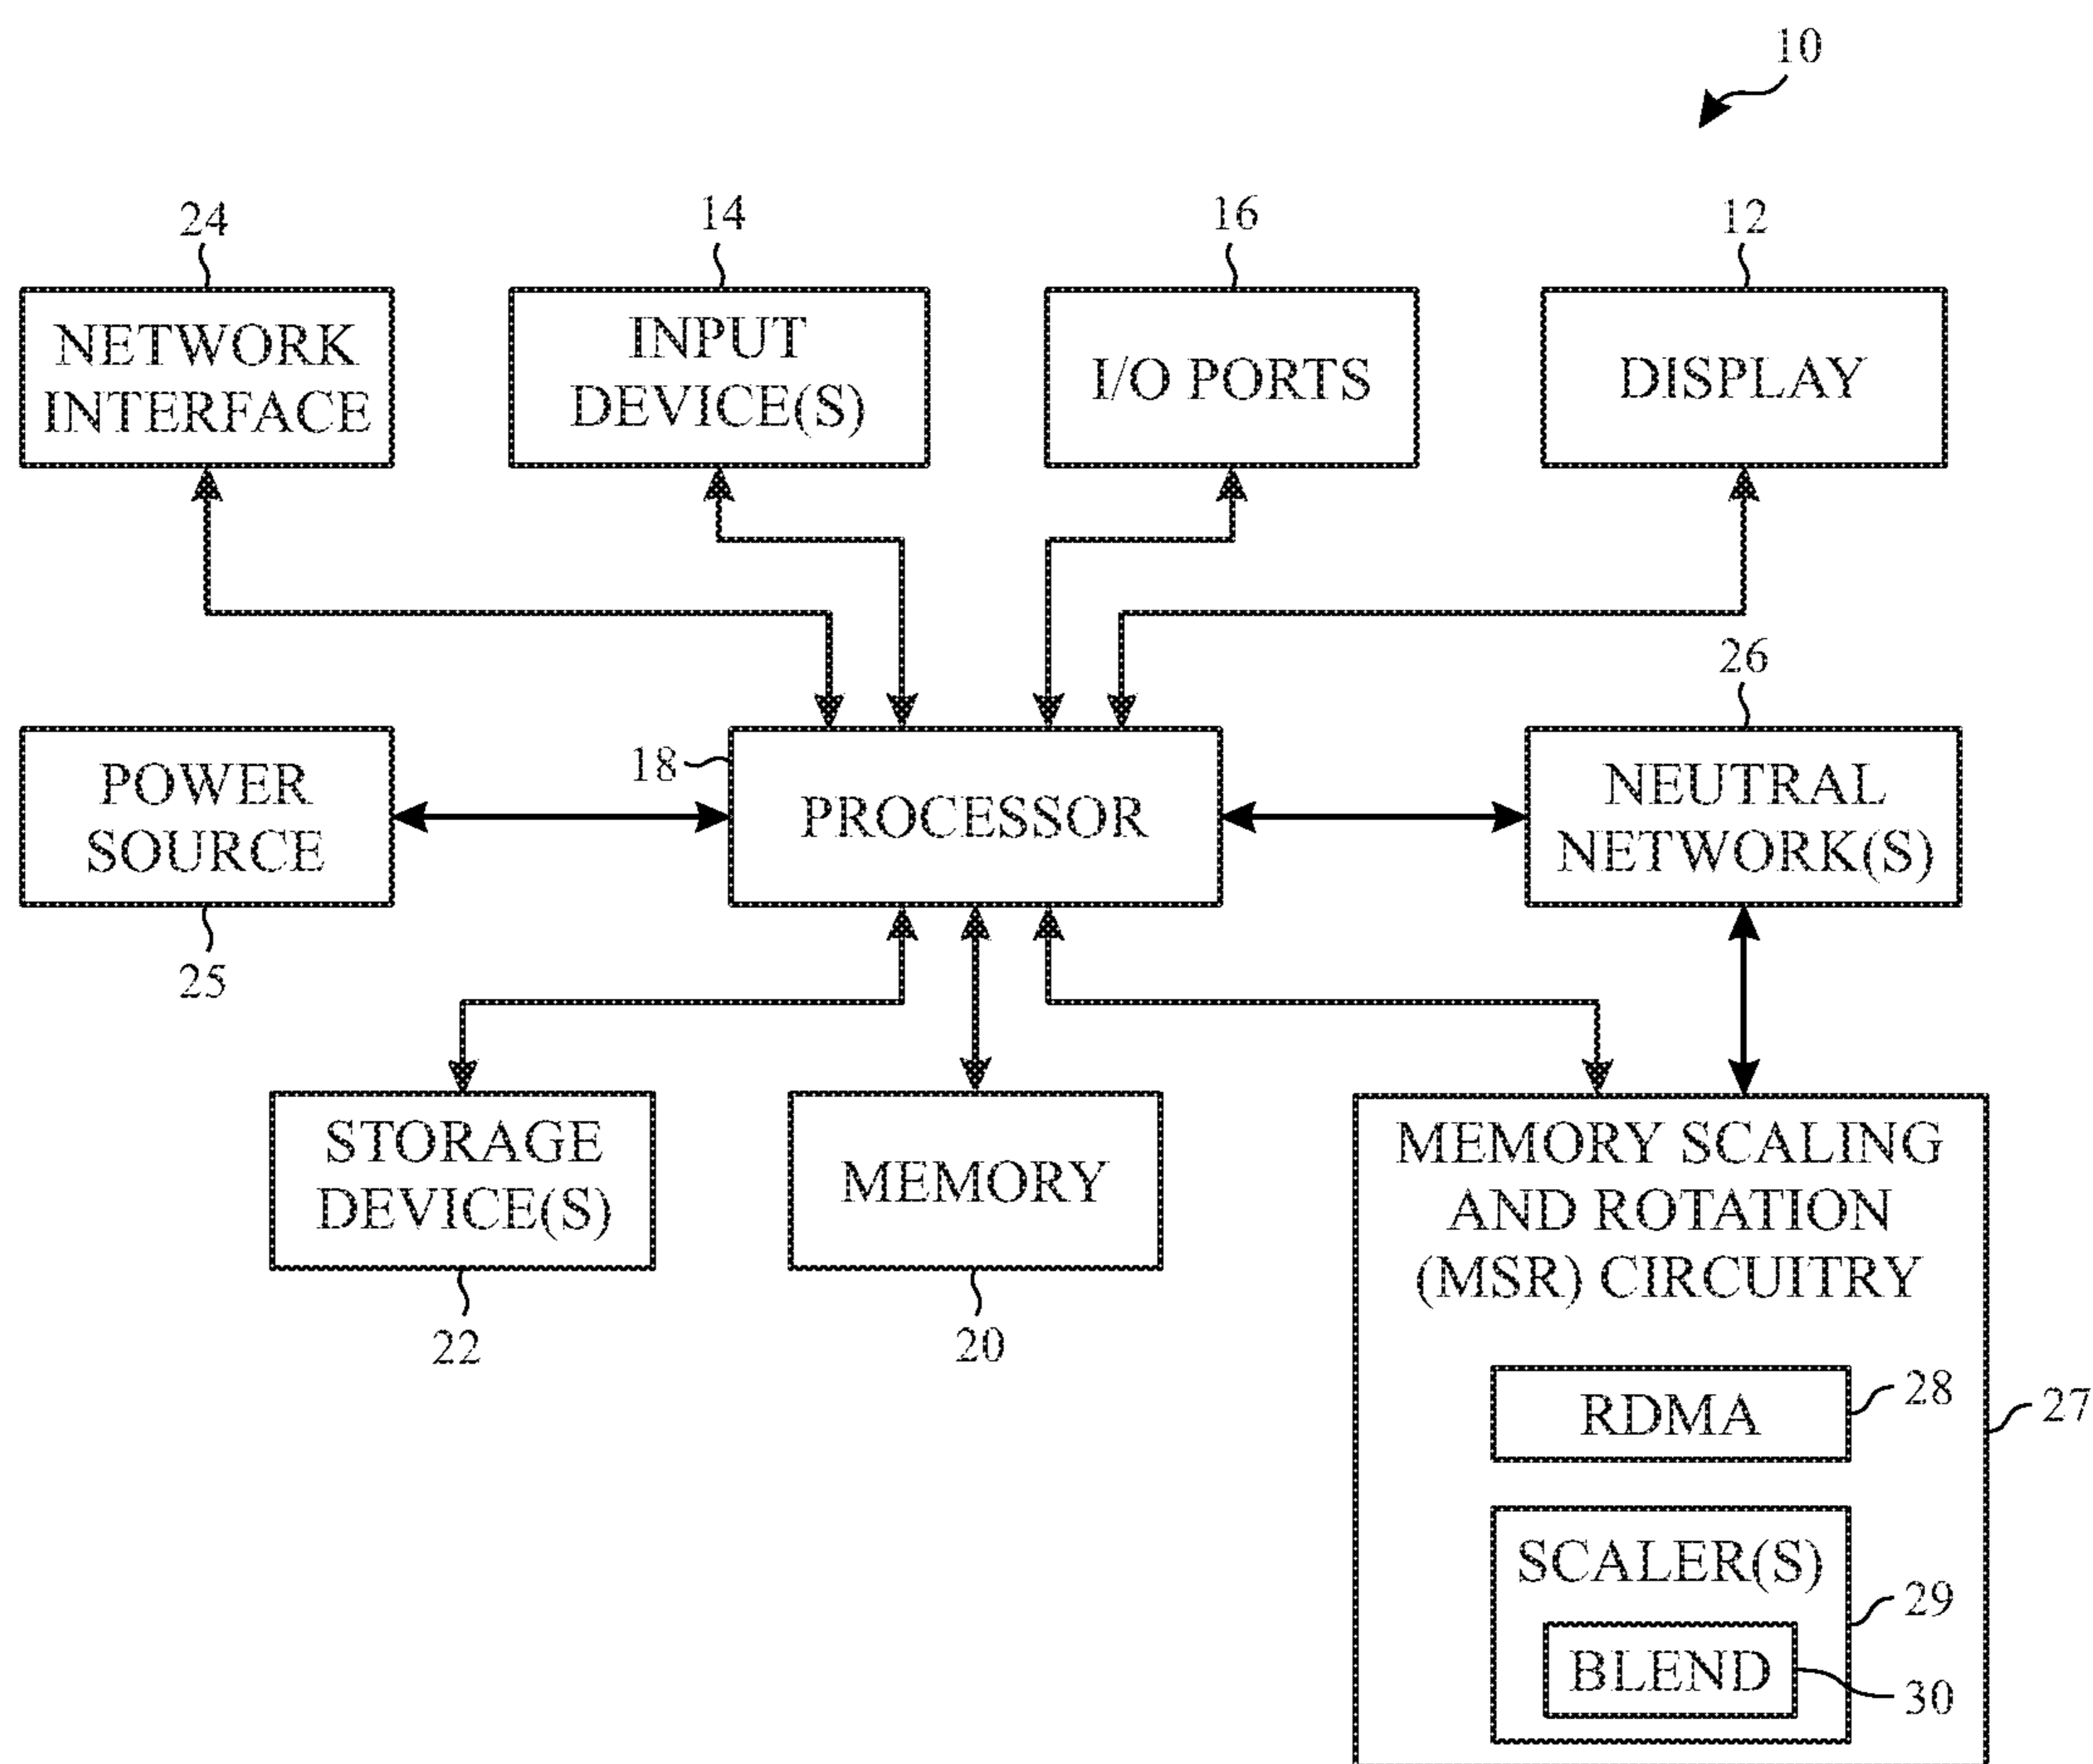 10
24
14
16
12
NETWORK
INTERFACE
INPUT
DEVICE(S)
I/O PORTS
DISPLAY
26
POWER
SOURCE
18
PROCESSOR
NEUTRAL
NETWORK(S)
25
STORAGE
DEVICE(S)
MEMORY
MEMORY SCALING
AND ROTATION
(MSR) CIRCUITRY
22
20
RDMA
28
27
SCALER(S)
29
BLEND
30